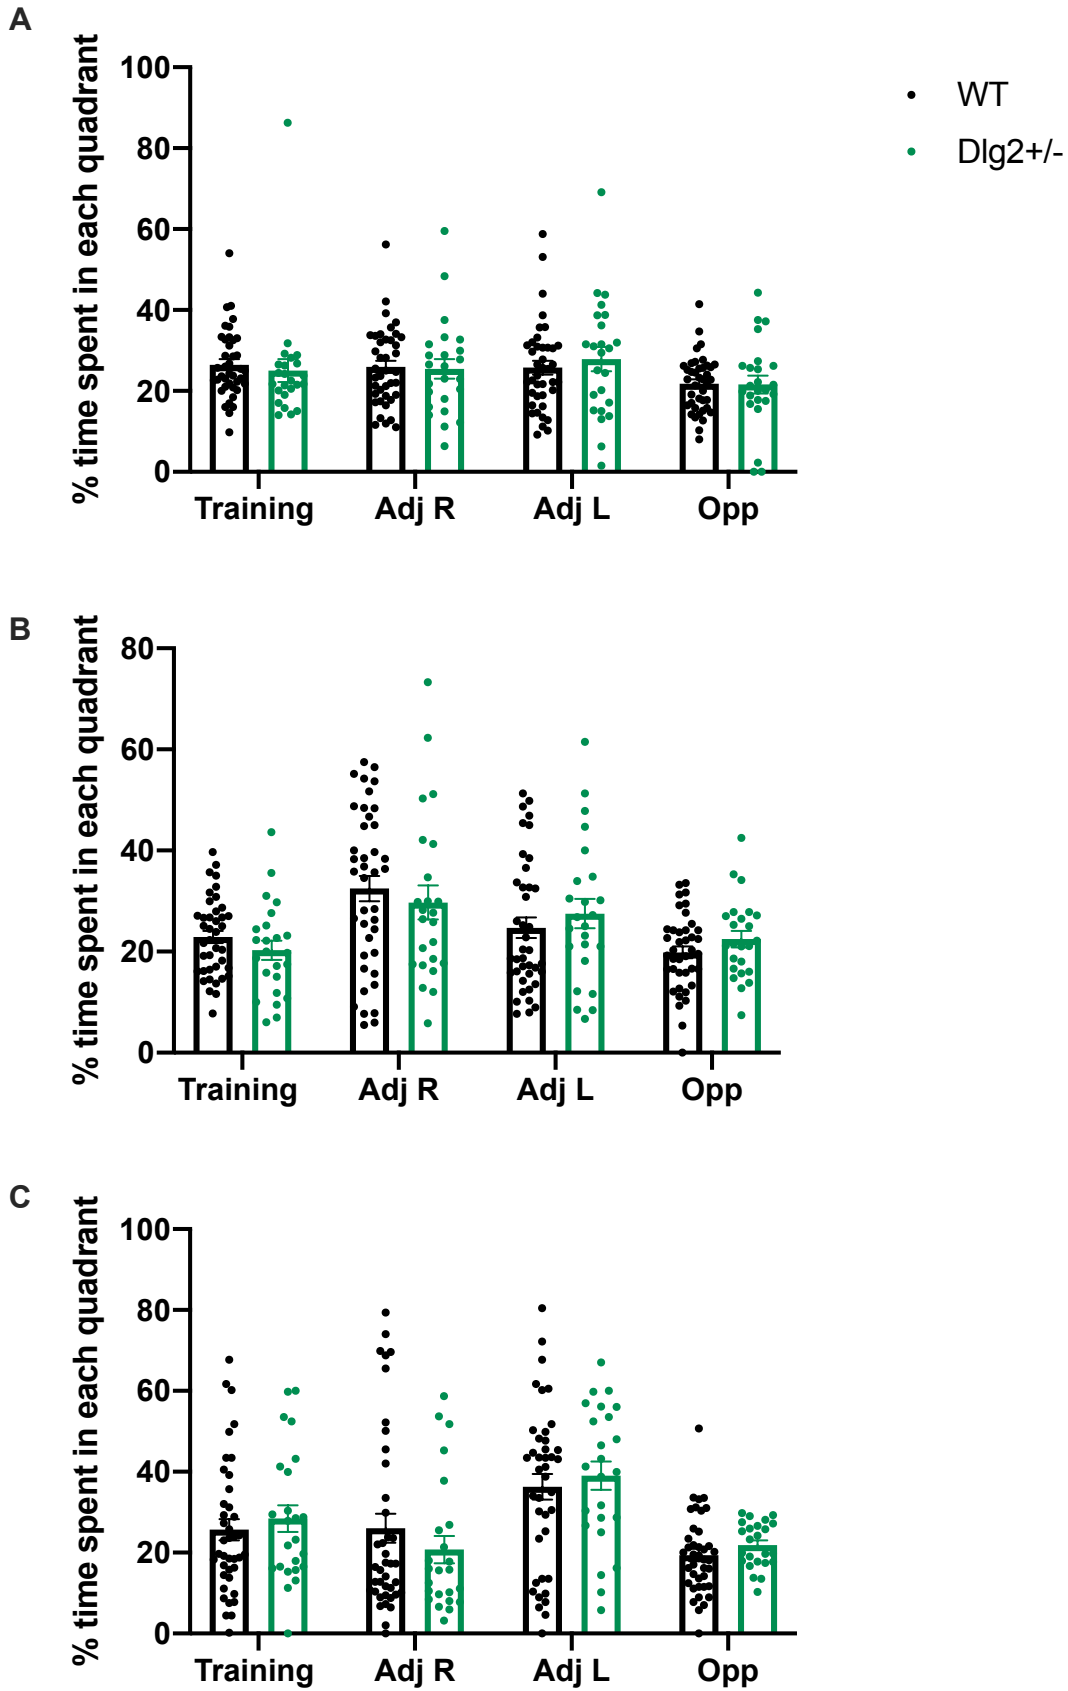 A
% time spent in each quadrant
100
80
60
40
20
0
Training Adj R Adj L Opp
WT
Dlg2+/-
B
% time spent in each quadrant
80
60
40
20
0
Training Adj R Adj L Opp
C
% time spent in each quadrant
100
80
60
40
20
0
Training Adj R Adj L Opp